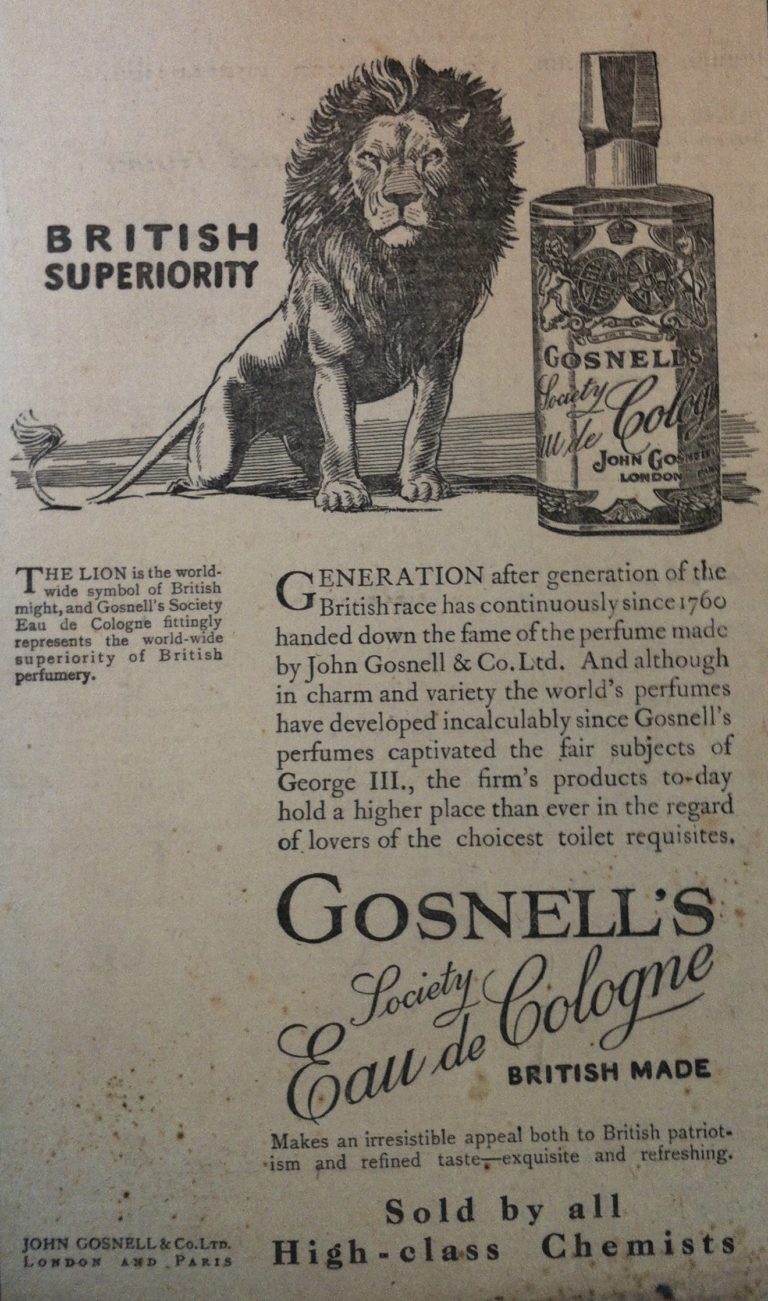 BRITISH
SUPERIORITY
GOSNELL'S
Society
Eau de Cologne
JOHN GOSNELL
LONDON
THE LION is the world-
wide symbol of British
might, and Gosnell's Society
Eau de Cologne fittingly
represents the world-wide
superiority of British
perfumery.
GENERATION after generation of the
British race has continuously since 1760
handed down the fame of the perfume made
by John Gosnell & Co. Ltd. And although
in charm and variety the world's perfumes
have developed incalculably since Gosnell's
perfumes captivated the fair subjects of
George III., the firm's products to-day
hold a higher place than ever in the regard
of lovers of the choicest toilet requisites.
GOSNELL'S
Society
Eau de Cologne
BRITISH MADE
Makes an irresistible appeal both to British patriot-
ism and refined taste—exquisite and refreshing.
Sold by all
High-class Chemists
JOHN GOSNELL & Co. LTD.
LONDON AND PARIS